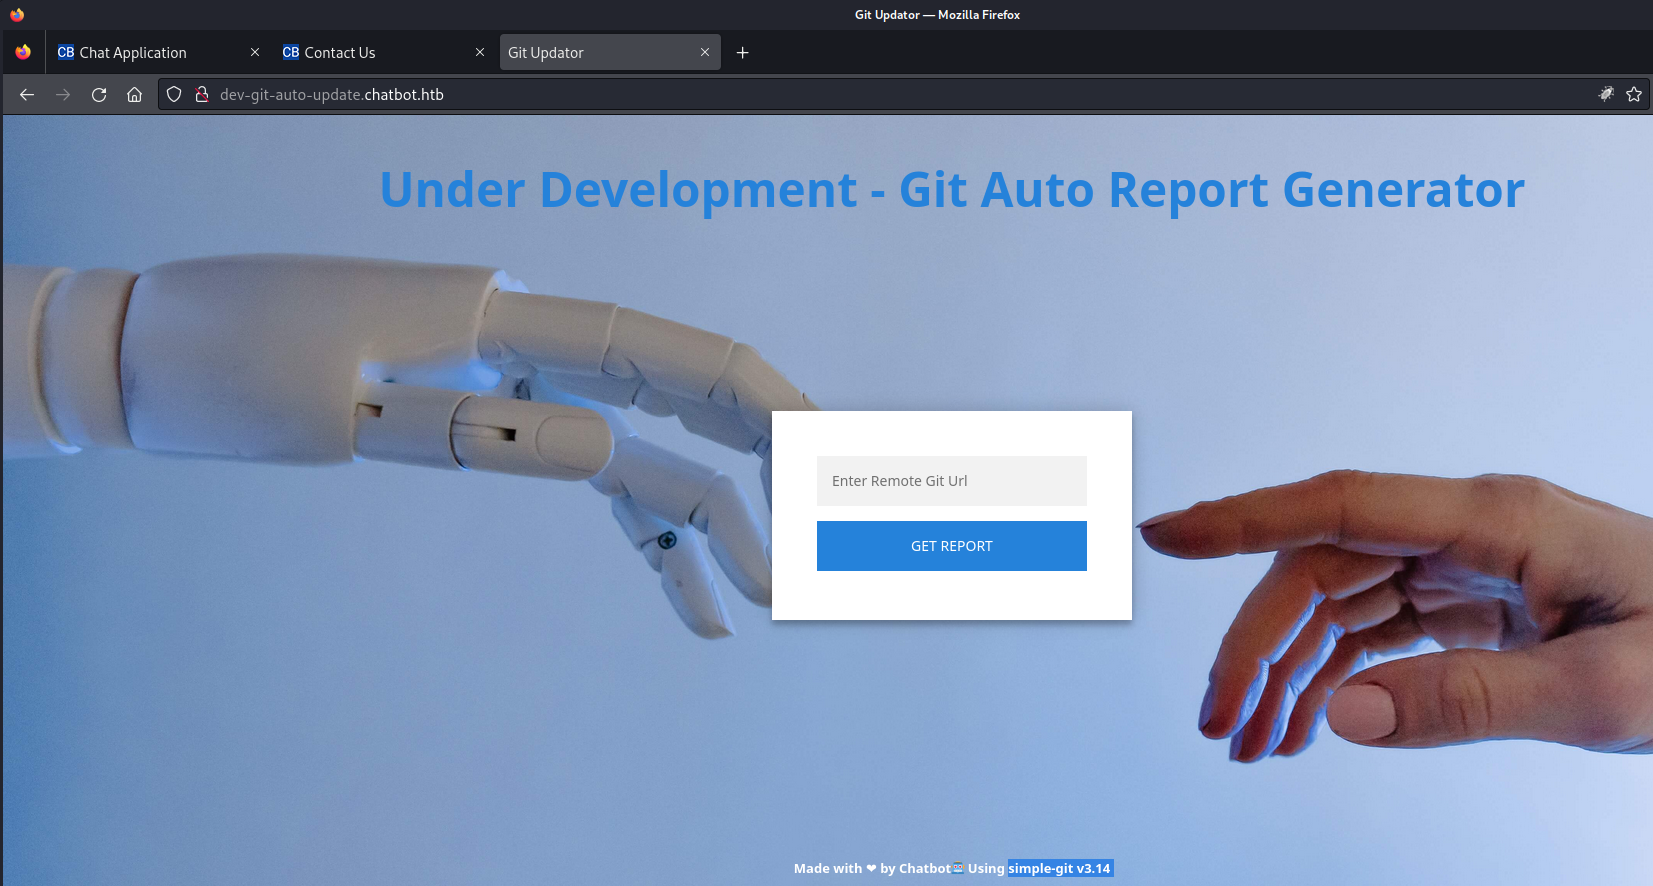 Git Updator — Mozilla Firefox
CB Chat Application
CB Contact Us
Git Updator
dev-git-auto-update.chatbot.htb
Under Development - Git Auto Report Generator
Enter Remote Git Url
GET REPORT
Made with ❤ by Chatbot Using simple-git v3.14